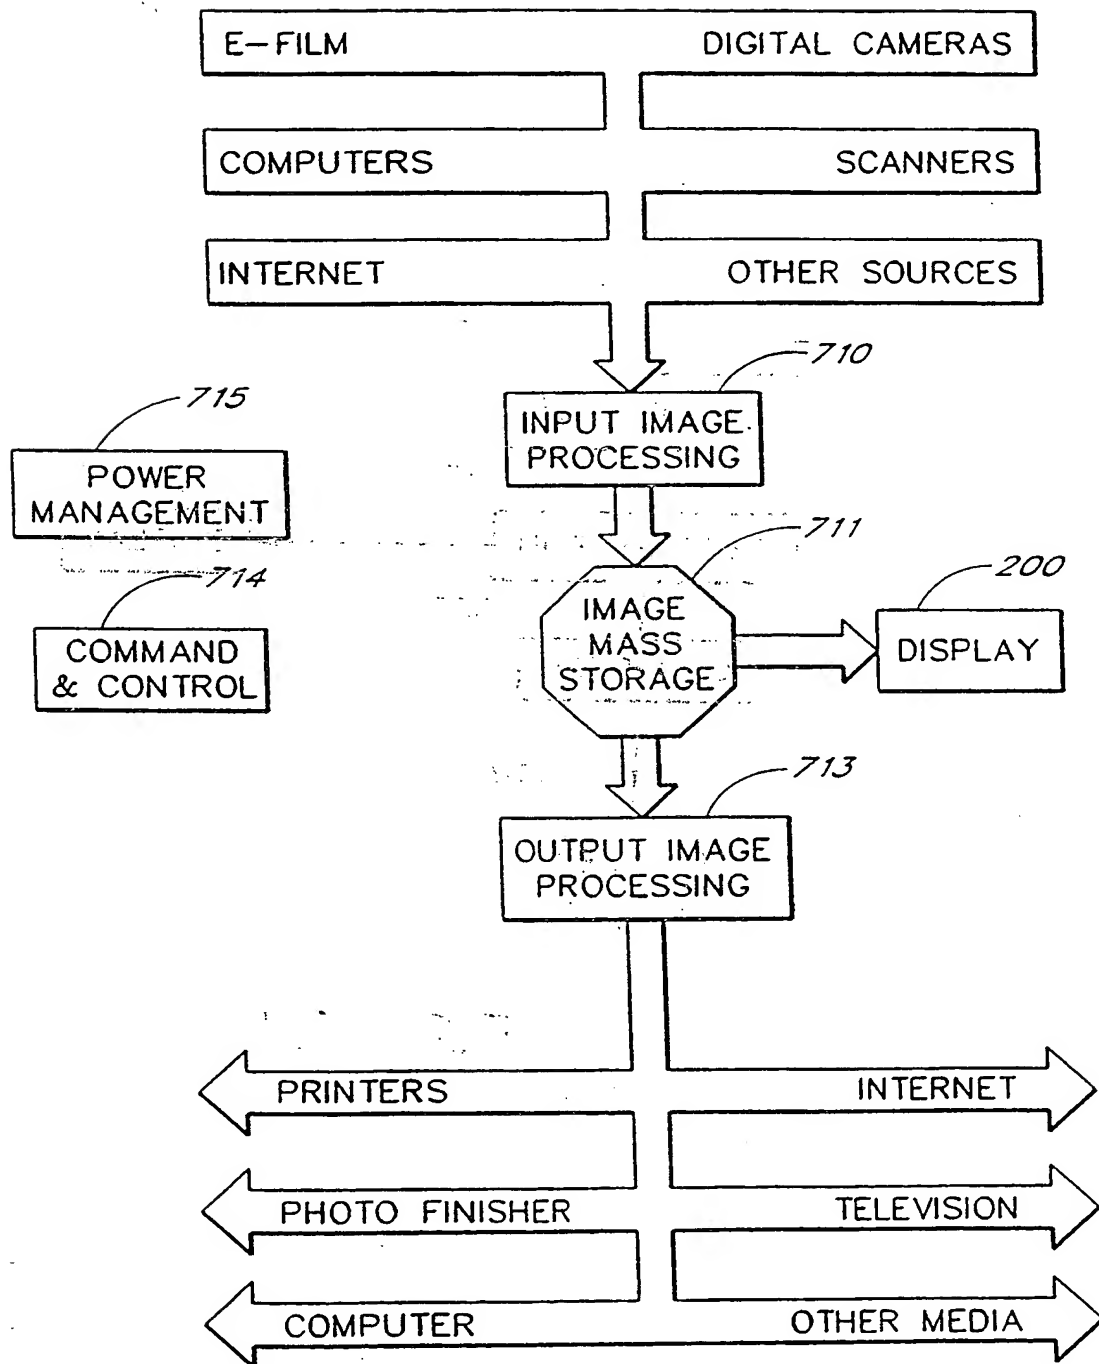 E-FILM DIGITAL CAMERAS
COMPUTERS SCANNERS
INTERNET OTHER SOURCES
710
INPUT IMAGE
PROCESSING
715
POWER
MANAGEMENT
711
IMAGE
MASS
STORAGE
714
COMMAND
& CONTROL
200
DISPLAY
713
OUTPUT IMAGE
PROCESSING
PRINTERS INTERNET
PHOTO FINISHER TELEVISION
COMPUTER OTHER MEDIA